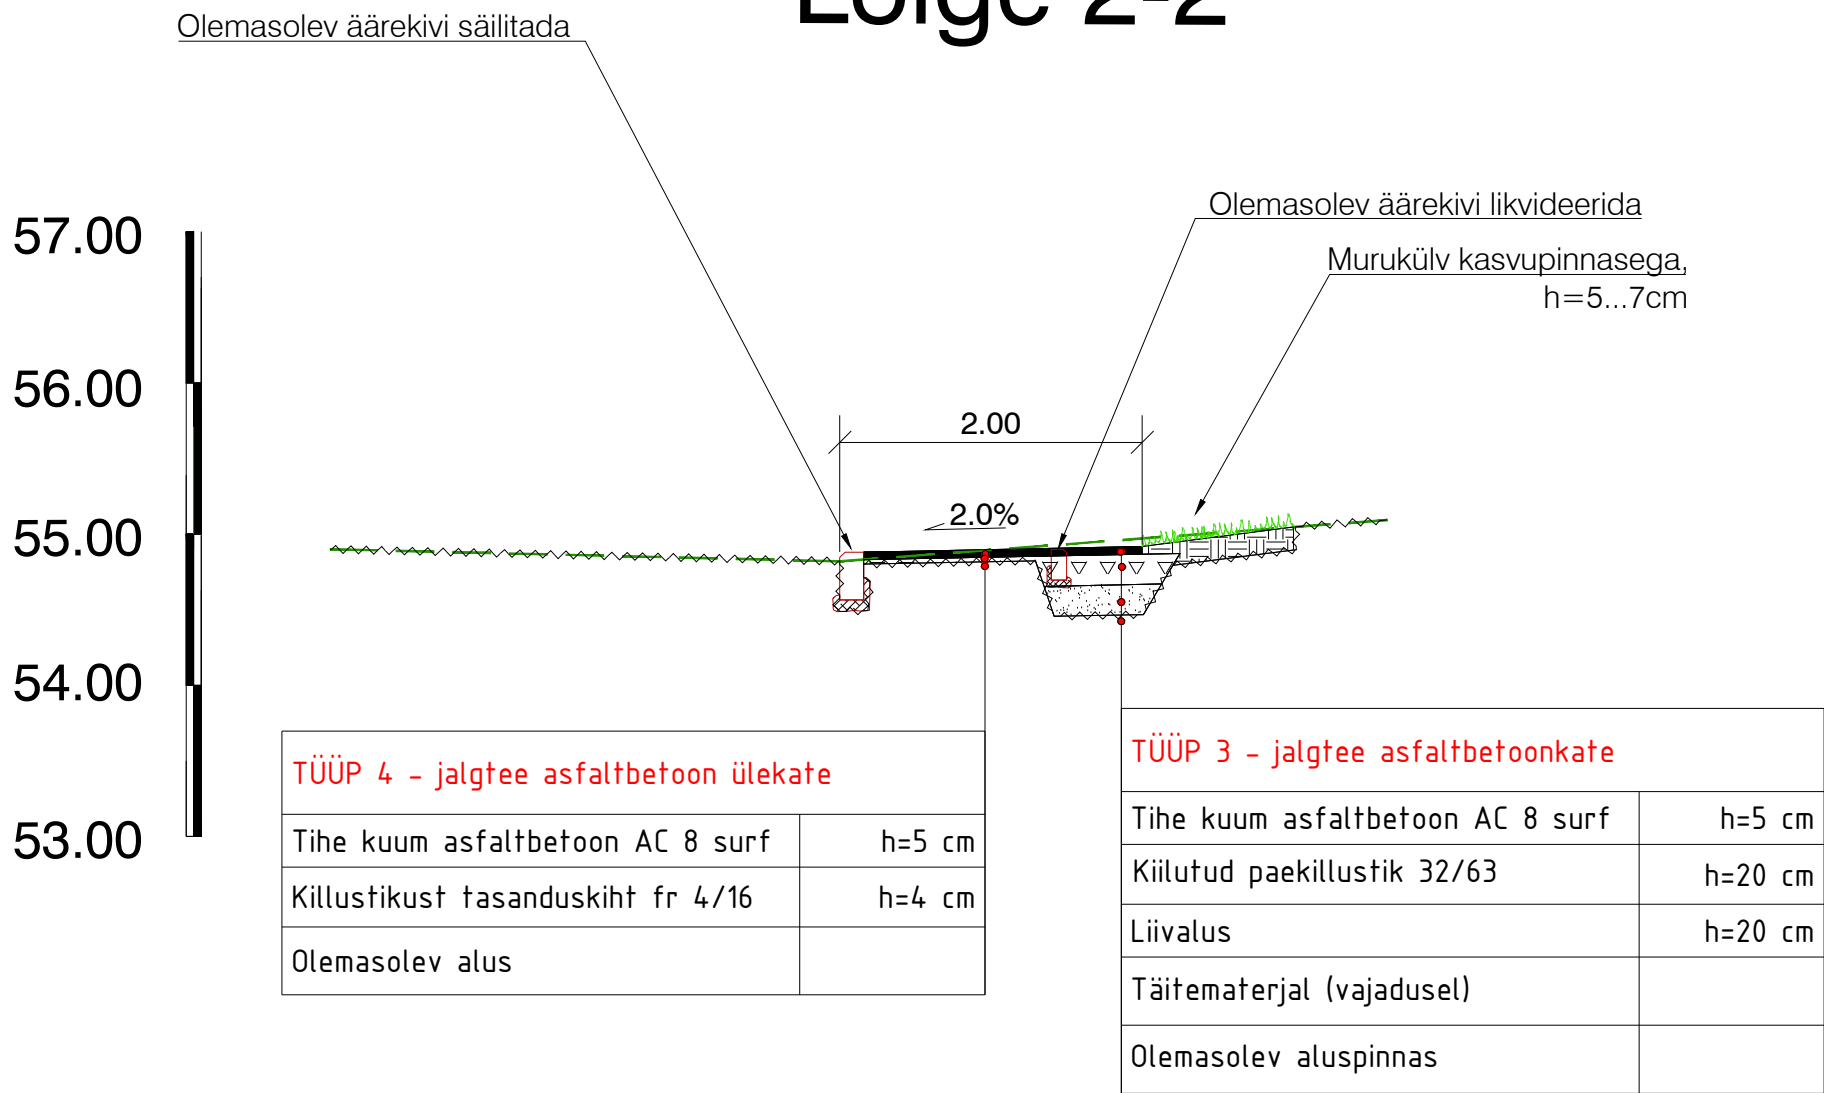 Lõige 2-2
Olemasolev äärekivi säilitada
Olemasolev äärekivi likvideerida
Murukülv kasvupinnasega,
h=5...7cm
57.00
56.00
55.00
54.00
53.00
2.00
2.0%
TÜÜP 4 - jalgtee asfaltbetoon ülekate
Tihe kuum asfaltbetoon AC 8 surf h=5 cm
Killustikust tasanduskiht fr 4/16 h=4 cm
Olemasolev alus
TÜÜP 3 - jalgtee asfaltbetoonkate
Tihe kuum asfaltbetoon AC 8 surf h=5 cm
Kiilutud paekillustik 32/63 h=20 cm
Liivalus h=20 cm
Täitematerjal (vajadusel)
Olemasolev aluspinnas